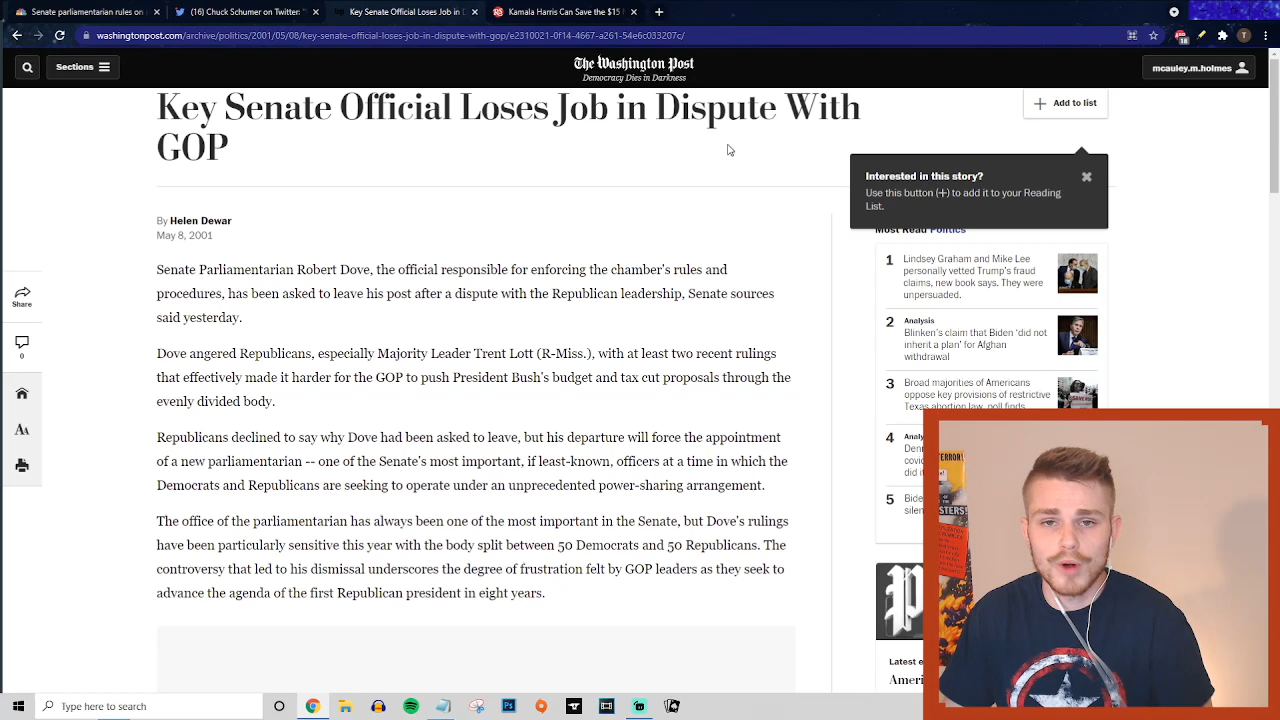 Senate parliamentarian rules on
(16) Chuck Schumer on Twitter: "
Key Senate Official Loses Job in D
Kamala Harris Can Save the $15
washingtonpost.com/archive/politics/2001/05/08/key-senate-official-loses-job-in-dispute-with-gop/e2310021-0f14-4667-a261-54e6c033207c/
18
T
Sections
The Washington Post
Democracy Dies in Darkness
mcauley.m.holmes
Key Senate Official Loses Job in Dispute With
GOP
Add to list
Interested in this story?
Use this button (+) to add it to your Reading
List.
By Helen Dewar
May 8, 2001
Share
0
AA
Senate Parliamentarian Robert Dove, the official responsible for enforcing the chamber's rules and
procedures, has been asked to leave his post after a dispute with the Republican leadership, Senate sources
said yesterday.
Dove angered Republicans, especially Majority Leader Trent Lott (R-Miss.), with at least two recent rulings
that effectively made it harder for the GOP to push President Bush's budget and tax cut proposals through the
evenly divided body.
Republicans declined to say why Dove had been asked to leave, but his departure will force the appointment
of a new parliamentarian -- one of the Senate's most important, if least-known, officers at a time in which the
Democrats and Republicans are seeking to operate under an unprecedented power-sharing arrangement.
The office of the parliamentarian has always been one of the most important in the Senate, but Dove's rulings
have been particularly sensitive this year with the body split between 50 Democrats and 50 Republicans. The
controversy that led to his dismissal underscores the degree of frustration felt by GOP leaders as they seek to
advance the agenda of the first Republican president in eight years.
Most Read Politics
1
Lindsey Graham and Mike Lee
personally vetted Trump's fraud
claims, new book says. They were
unpersuaded.
2
Analysis
Blinken's claim that Biden 'did not
inherit a plan' for Afghan
withdrawal
3
Broad majorities of Americans
oppose key provisions of restrictive
Texas abortion law, poll finds
4
Analy
Denn
covid
did i
5
Bide
silen
Latest e
Ameri
TERROR!
STERS!
Type here to search